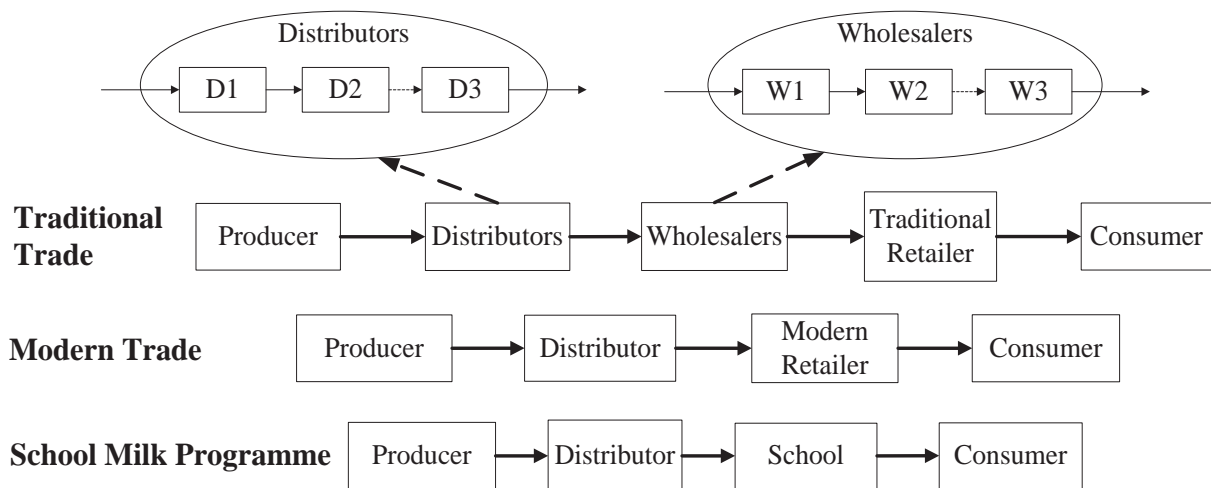 Distributors
D1 D2 D3
Wholesalers
W1 W2 W3
Traditional
Trade
Producer
Distributors
Wholesalers
Traditional
Retailer
Consumer
Modern Trade
Producer
Distributor
Modern
Retailer
Consumer
School Milk Programme
Producer
Distributor
School
Consumer